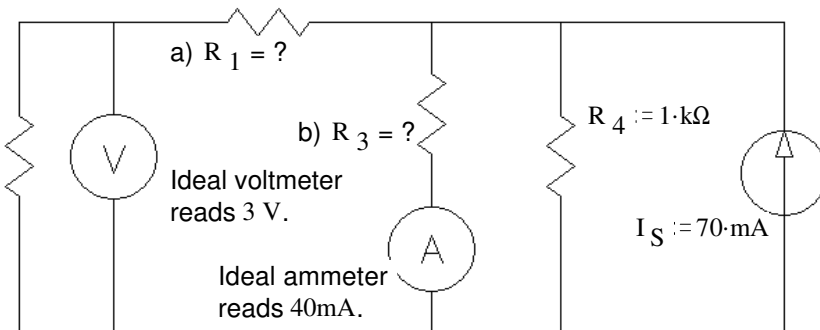 a) R 1 = ?
b) R 3 = ?
R 4 := 1·kΩ
V
Ideal voltmeter
reads 3 V.
I S := 70·mA
A
Ideal ammeter
reads 40mA.